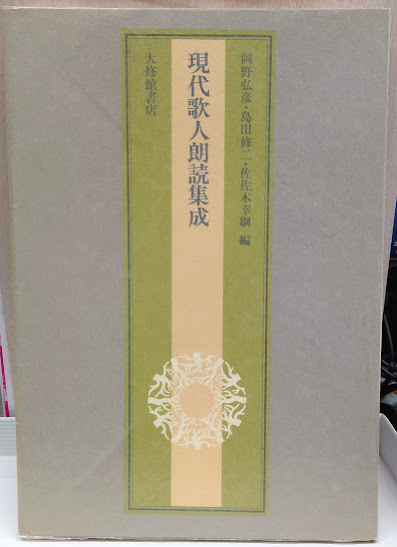 岡野弘彦・島田修二・佐佐木幸綱 編
現代歌人朗読集成
大修館書店